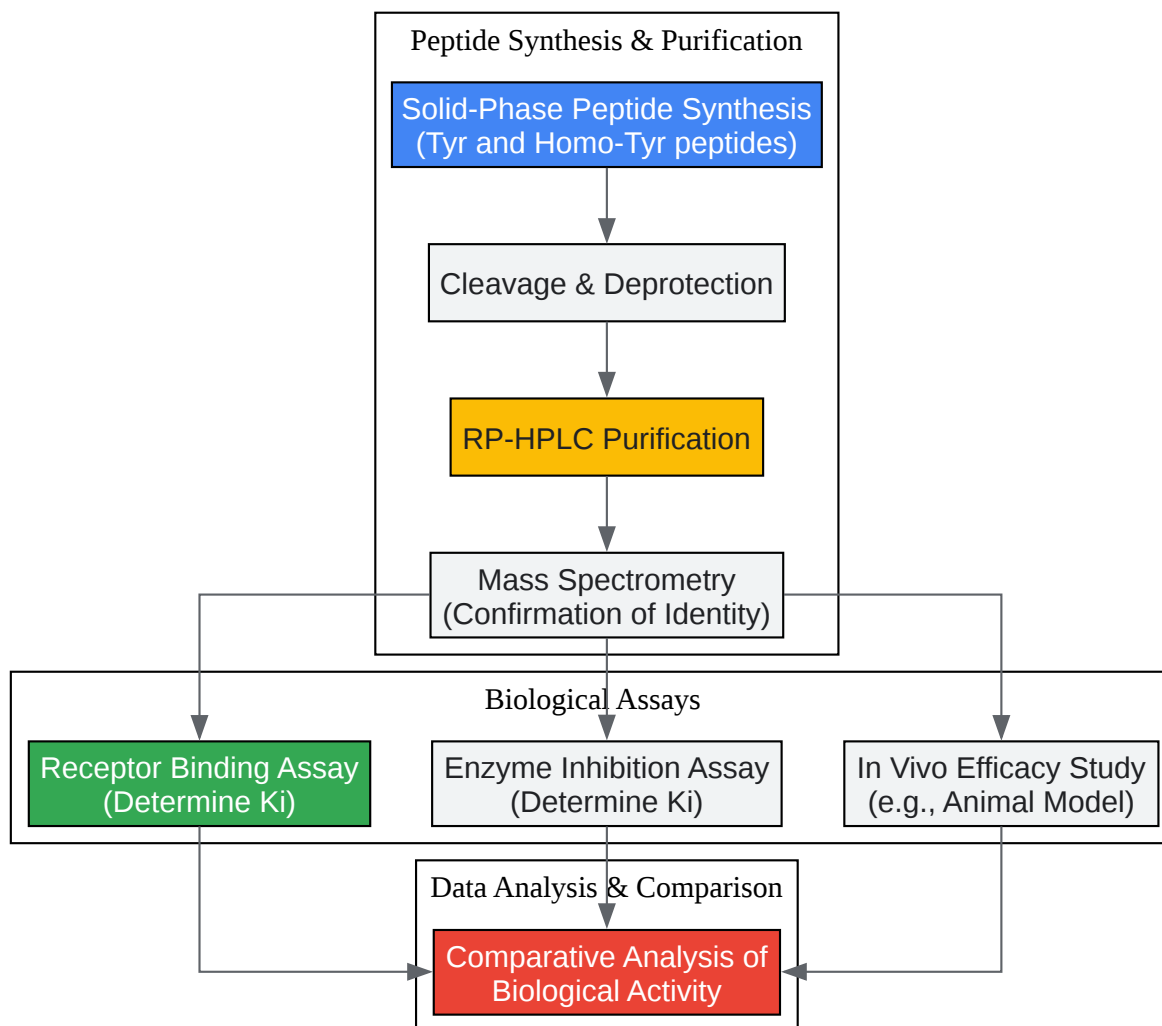 Peptide Synthesis & Purification
Solid-Phase Peptide Synthesis
(Tyr and Homo-Tyr peptides)
Cleavage & Deprotection
RP-HPLC Purification
Mass Spectrometry
(Confirmation of Identity)
Biological Assays
Receptor Binding Assay
(Determine Ki)
Enzyme Inhibition Assay
(Determine Ki)
In Vivo Efficacy Study
(e.g., Animal Model)
Data Analysis & Comparison
Comparative Analysis of
Biological Activity